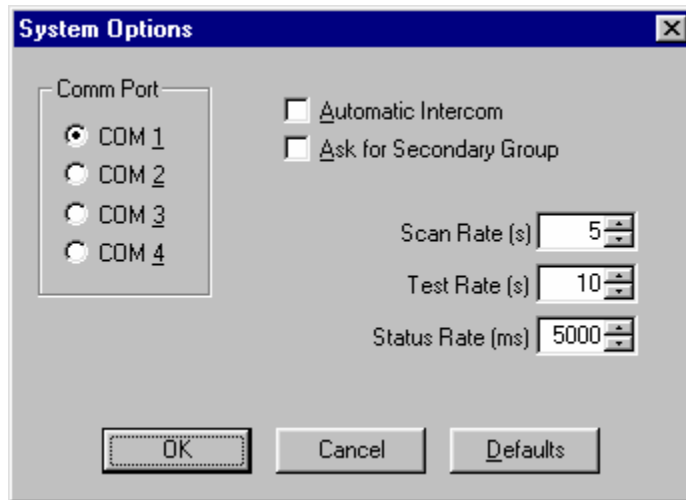 System Options
Comm Port
COM 1
COM 2
COM 3
COM 4
Automatic Intercom
Ask for Secondary Group
Scan Rate (s) 5
Test Rate (s) 10
Status Rate (ms) 5000
OK Cancel Defaults